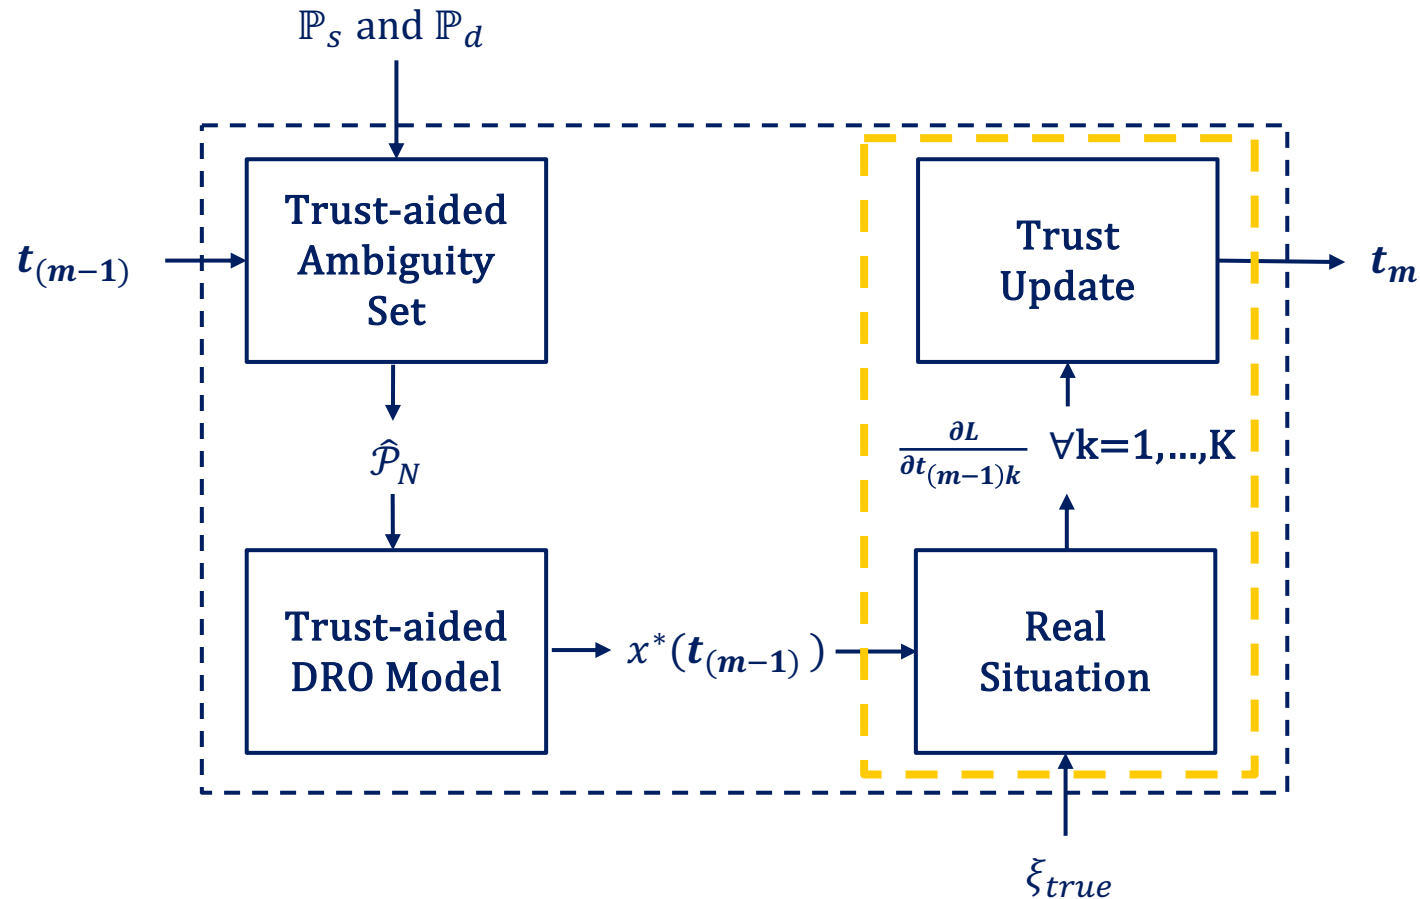 ℙ_s and ℙ_d
Trust-aided
Ambiguity
Set
t_(m−1)
𝒫̂_N
Trust-aided
DRO Model
x*(t_(m−1))
Trust
Update
t_m
∂L/∂t_(m−1)k ∀k=1,...,K
Real
Situation
ξ_true